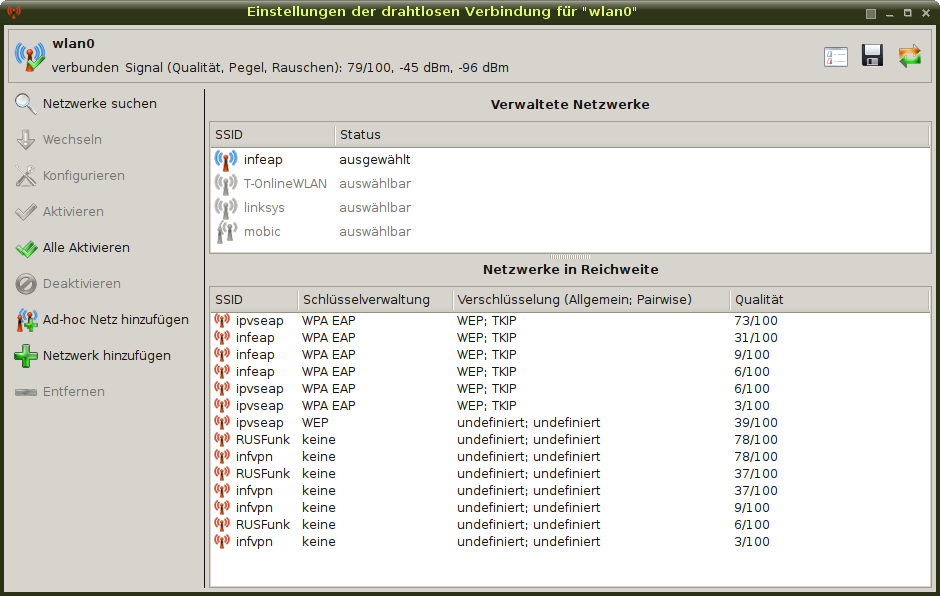 Einstellungen der drahtlosen Verbindung für "wlan0"
wlan0
verbunden Signal (Qualität, Pegel, Rauschen): 79/100, -45 dBm, -96 dBm
Netzwerke suchen
Wechseln
Konfigurieren
Aktivieren
Alle Aktivieren
Deaktivieren
Ad-hoc Netz hinzufügen
Netzwerk hinzufügen
Entfernen
Verwaltete Netzwerke
SSID Status
infeap ausgewählt
T-OnlineWLAN auswählbar
linksys auswählbar
mobic auswählbar
Netzwerke in Reichweite
SSID Schlüsselverwaltung Verschlüsselung (Allgemein; Pairwise) Qualität
ipvseap WPA EAP WEP; TKIP 73/100
infeap WPA EAP WEP; TKIP 31/100
infeap WPA EAP WEP; TKIP 9/100
infeap WPA EAP WEP; TKIP 6/100
ipvseap WPA EAP WEP; TKIP 6/100
ipvseap WPA EAP WEP; TKIP 3/100
ipvseap WEP undefiniert; undefiniert 39/100
RUSFunk keine undefiniert; undefiniert 78/100
infvpn keine undefiniert; undefiniert 78/100
RUSFunk keine undefiniert; undefiniert 37/100
infvpn keine undefiniert; undefiniert 37/100
infvpn keine undefiniert; undefiniert 9/100
RUSFunk keine undefiniert; undefiniert 6/100
infvpn keine undefiniert; undefiniert 3/100